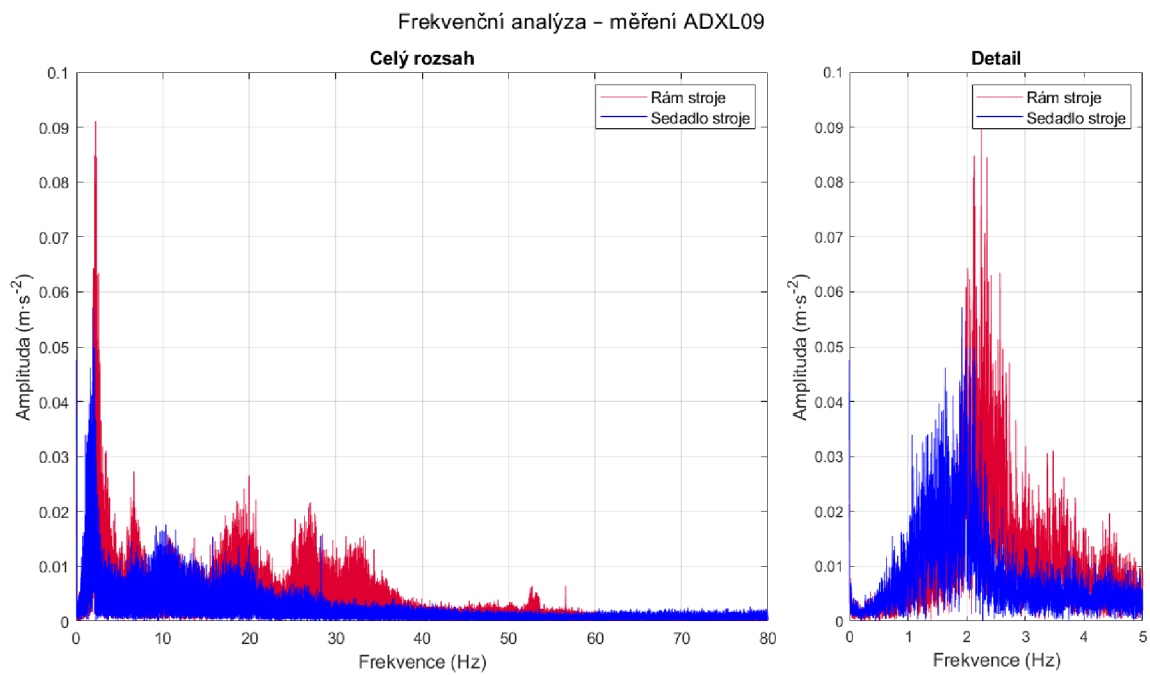 Frekvenční analýza – měření ADXL09
Celý rozsah
Rám stroje
Sedadlo stroje
0.1
0.09
0.08
0.07
0.06
0.05
0.04
0.03
0.02
0.01
0
Amplituda (m·s⁻²)
0 10 20 30 40 50 60 70 80
Frekvence (Hz)
Detail
Rám stroje
Sedadlo stroje
0.1
0.09
0.08
0.07
0.06
0.05
0.04
0.03
0.02
0.01
0
Amplituda (m·s⁻²)
0 1 2 3 4 5
Frekvence (Hz)